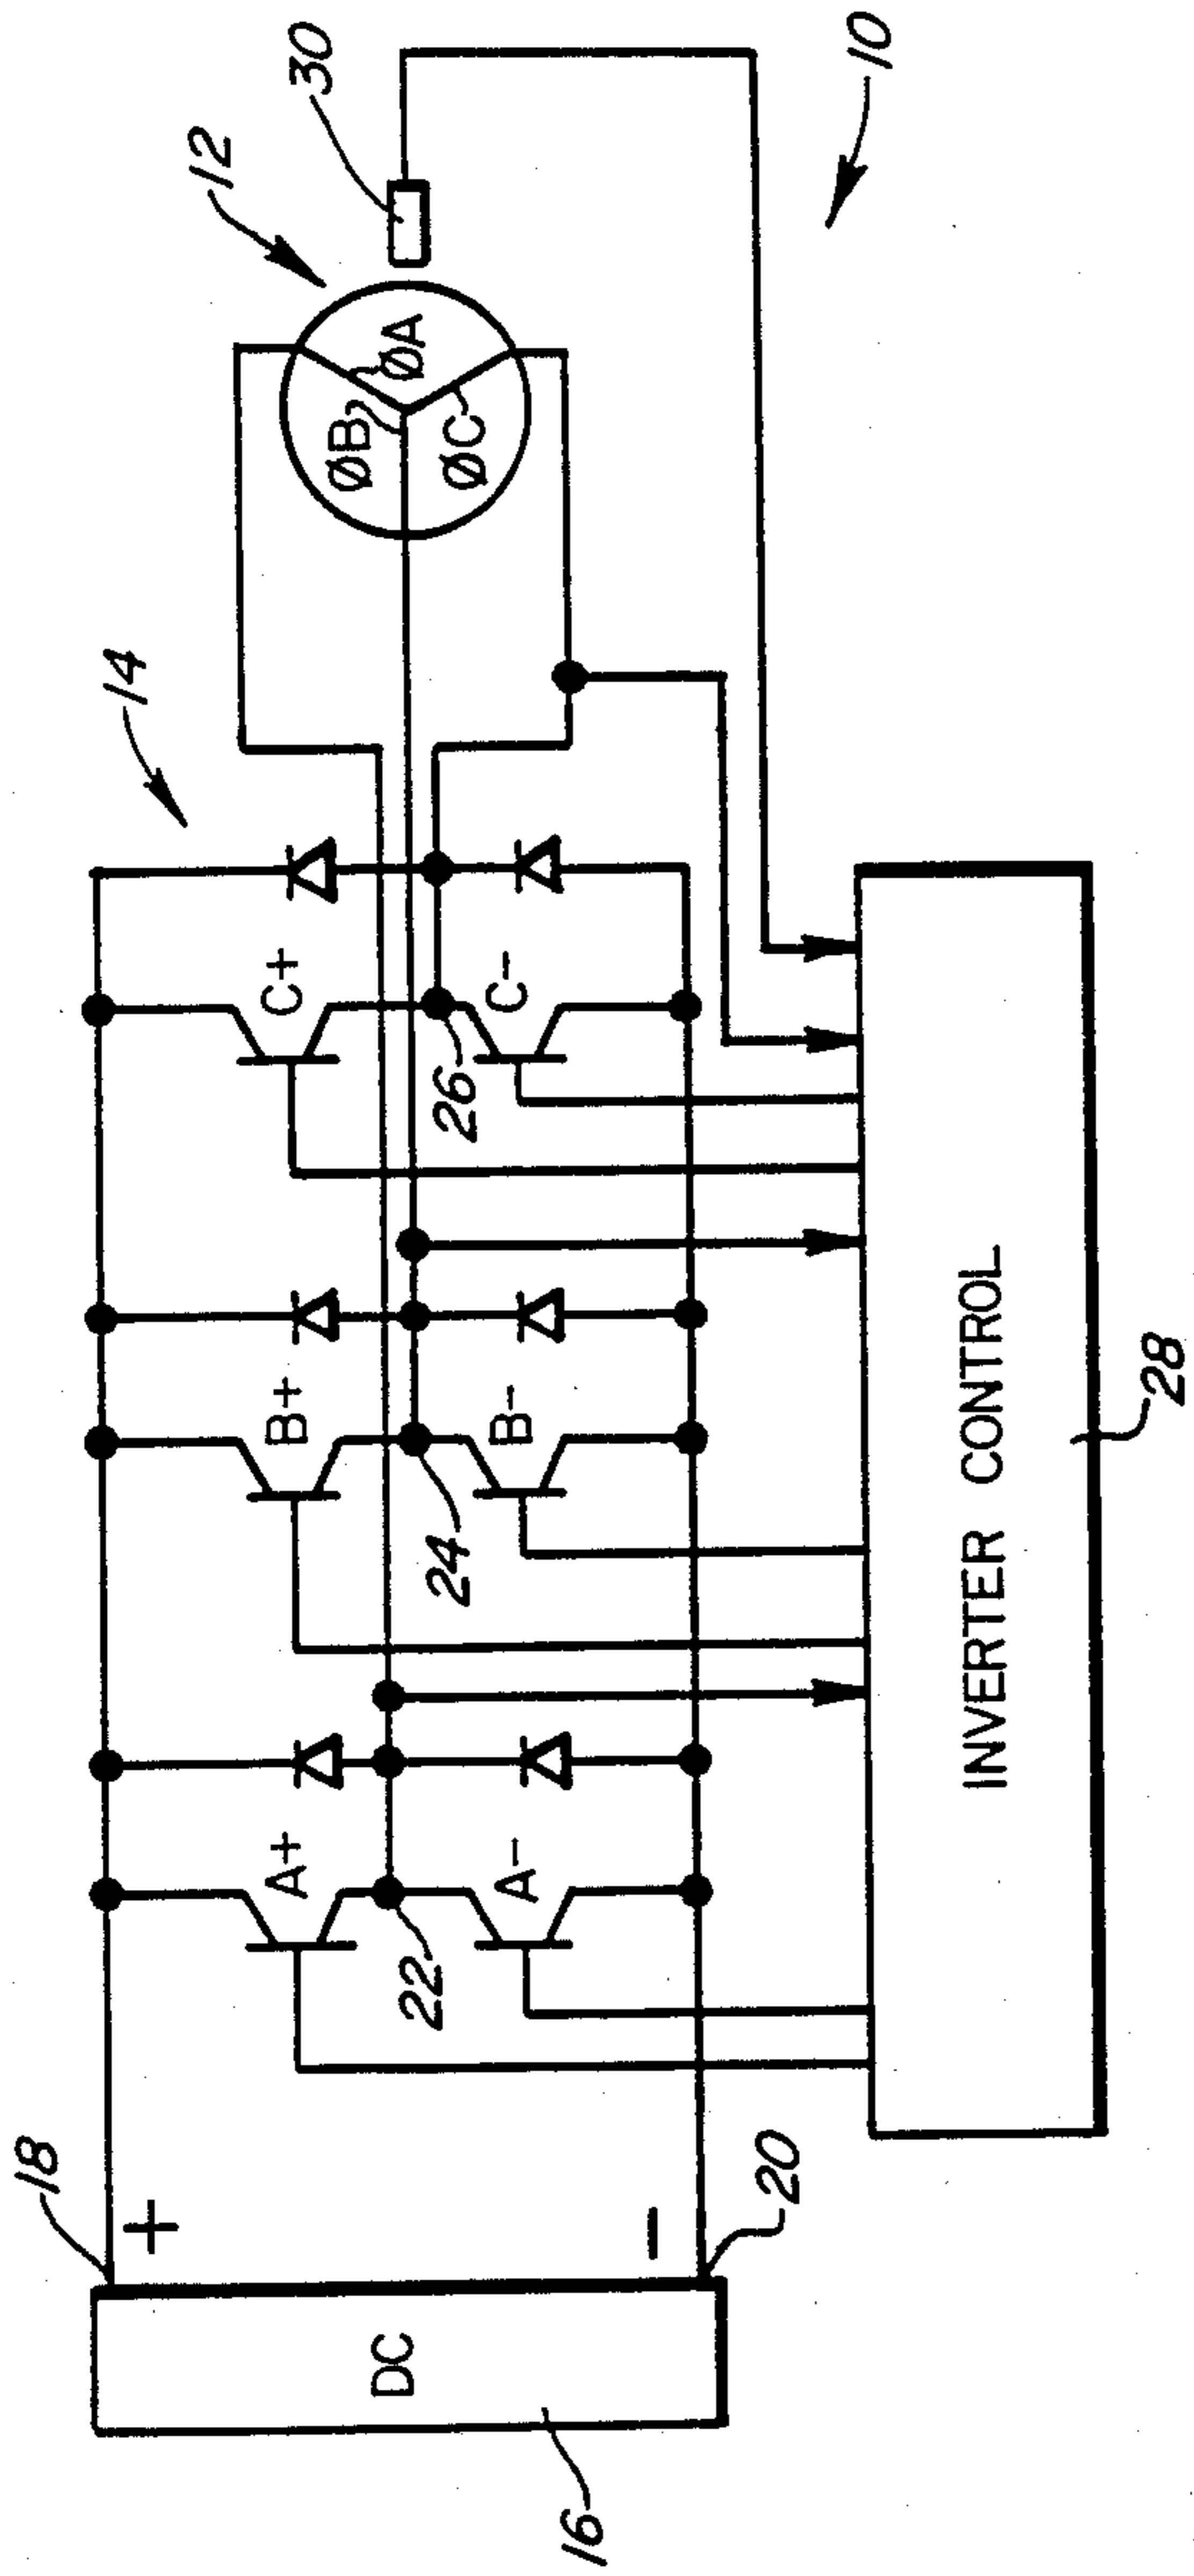 10
30
12
14
ØA
ØB
ØC
C+
C-
26
B+
B-
24
A+
A-
22
18
+
-
20
DC
16
INVERTER CONTROL
28